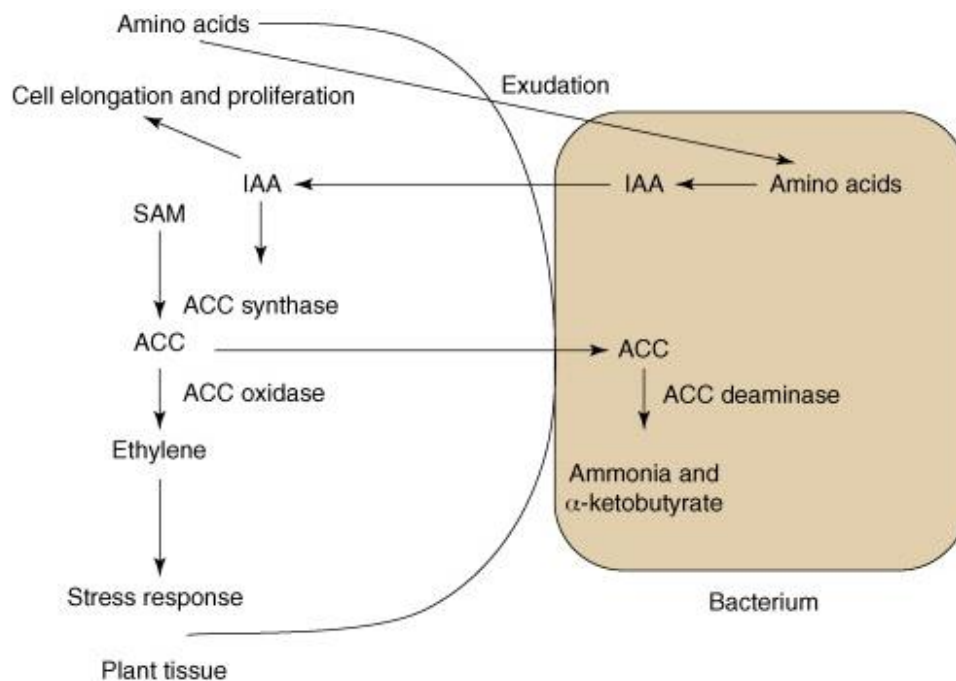 Amino acids
Exudation
Cell elongation and proliferation
IAA
IAA
Amino acids
SAM
ACC synthase
ACC
ACC
ACC oxidase
ACC deaminase
Ethylene
Ammonia and
α-ketobutyrate
Stress response
Bacterium
Plant tissue